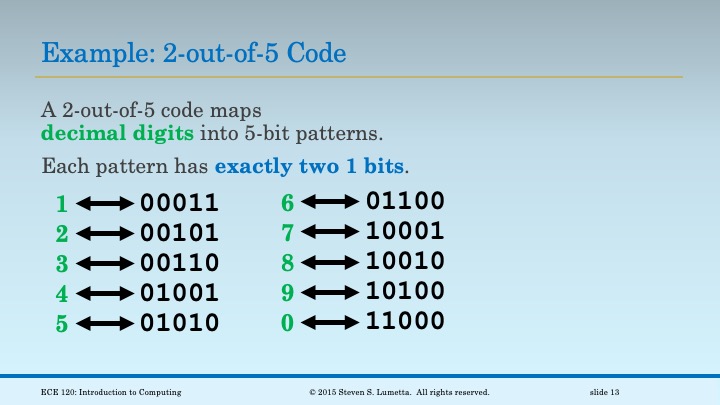 Example: 2-out-of-5 Code
A 2-out-of-5 code maps
decimal digits into 5-bit patterns.
Each pattern has exactly two 1 bits.
1 00011
2 00101
3 00110
4 01001
5 01010
6 01100
7 10001
8 10010
9 10100
0 11000
ECE 120: Introduction to Computing
© 2015 Steven S. Lumetta. All rights reserved.
slide 13